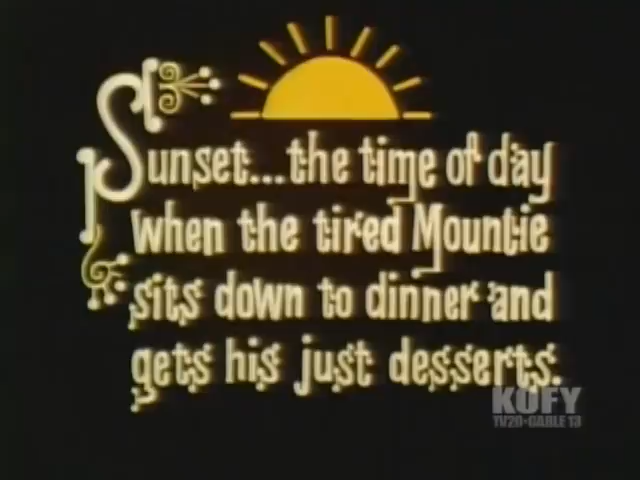 Sunset...the time of day
when the tired Mountie
sits down to dinner and
gets his just desserts.
KOFY
TV20·CABLE 13